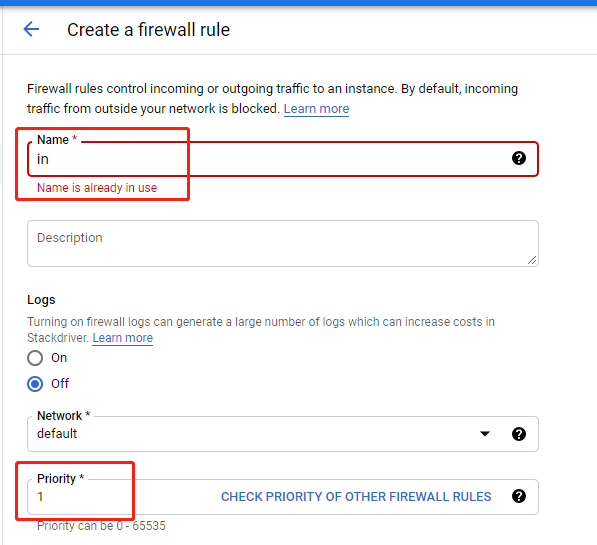 Create a firewall rule
Firewall rules control incoming or outgoing traffic to an instance. By default, incoming
traffic from outside your network is blocked. Learn more
Name *
in
Name is already in use
Description
Logs
Turning on firewall logs can generate a large number of logs which can increase costs in
Stackdriver. Learn more
On
Off
Network *
default
Priority *
1 CHECK PRIORITY OF OTHER FIREWALL RULES
Priority can be 0 - 65535